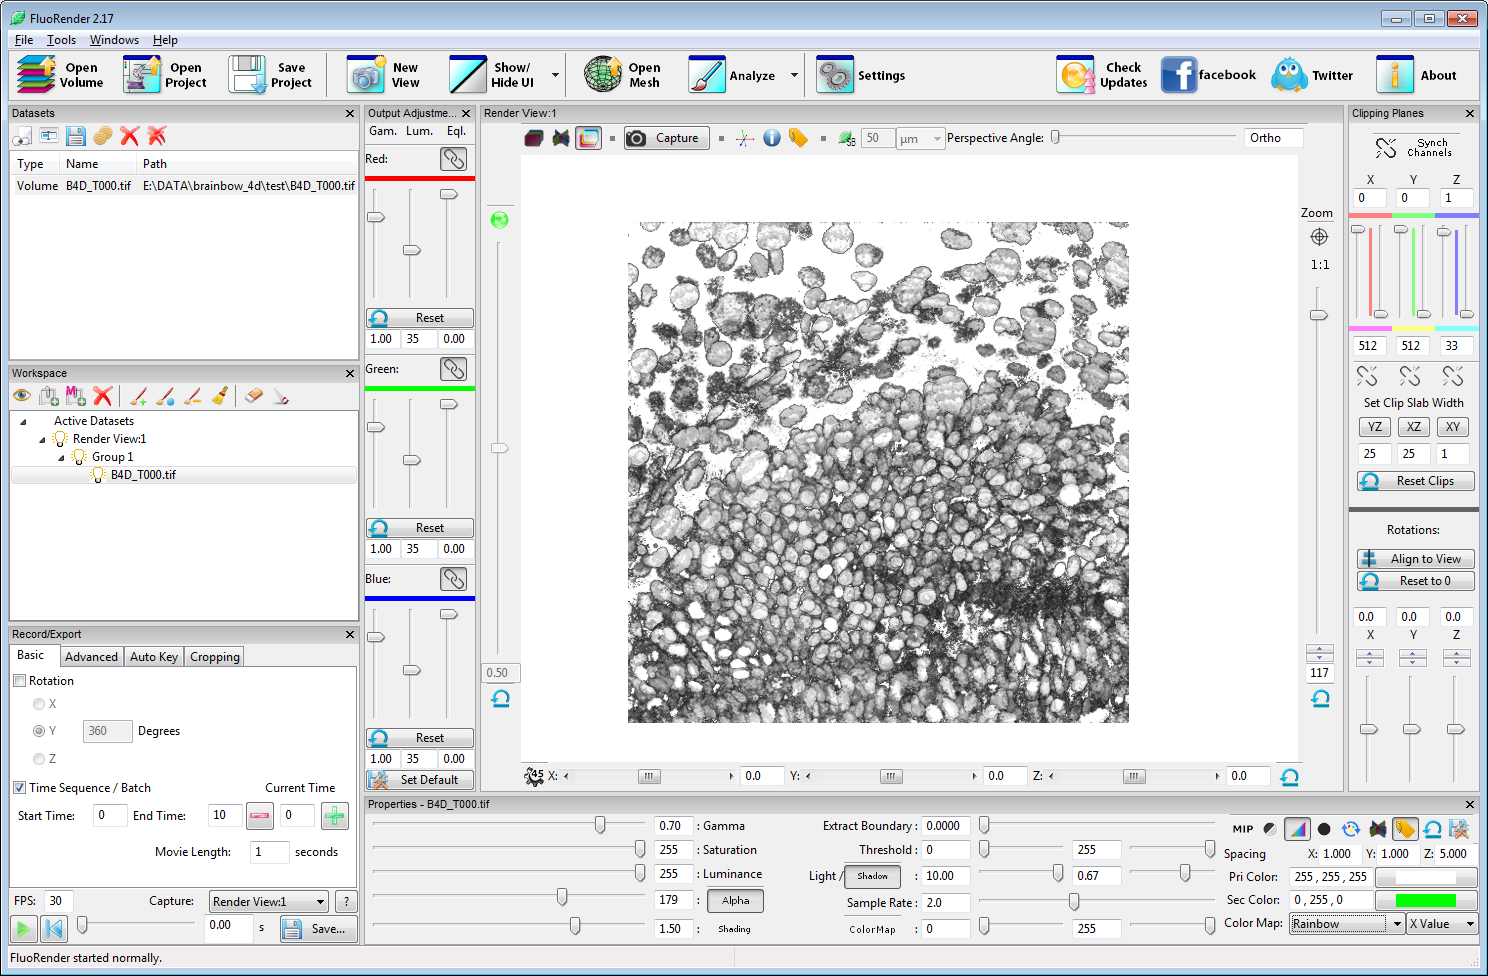 FluoRender 2.17
File Tools Windows Help
Open Volume
Open Project
Save Project
New View
Show/ Hide UI
Open Mesh
Analyze
Settings
Check Updates
facebook
Twitter
About
Datasets
Type Name Path
Volume B4D_T000.tif E:\DATA\brainbow_4d\test\B4D_T000.tif
Workspace
Active Datasets
Render View:1
Group 1
B4D_T000.tif
Record/Export
Basic Advanced Auto Key Cropping
Rotation
X
Y 360 Degrees
Z
Time Sequence / Batch Current Time
Start Time: 0 End Time: 10 0
Movie Length: 1 seconds
FPS: 30 Capture: Render View:1 ?
0.00 s Save...
Output Adjustme...
Gam. Lum. Eql.
Red:
Reset
1.00 35 0.00
Green:
Reset
1.00 35 0.00
Blue:
Reset
1.00 35 0.00
Set Default
Render View:1
Capture 50 µm Perspective Angle: Ortho
0.50
Zoom
1:1
117
45 X: 0.0 Y: 0.0 Z: 0.0
Clipping Planes
Synch Channels
X Y Z
0 0 1
512 512 33
Set Clip Slab Width
YZ XZ XY
25 25 1
Reset Clips
Rotations:
Align to View
Reset to 0
0.0 0.0 0.0
X Y Z
Properties - B4D_T000.tif
0.70 : Gamma Extract Boundary : 0.0000
255 : Saturation Threshold : 0 255
255 : Luminance Light / Shadow : 10.00 0.67
179 : Alpha Sample Rate : 2.0
1.50 : Shading ColorMap : 0 255
MIP
Spacing X: 1.000 Y: 1.000 Z: 5.000
Pri Color: 255 , 255 , 255
Sec Color: 0 , 255 , 0
Color Map: Rainbow X Value
FluoRender started normally.